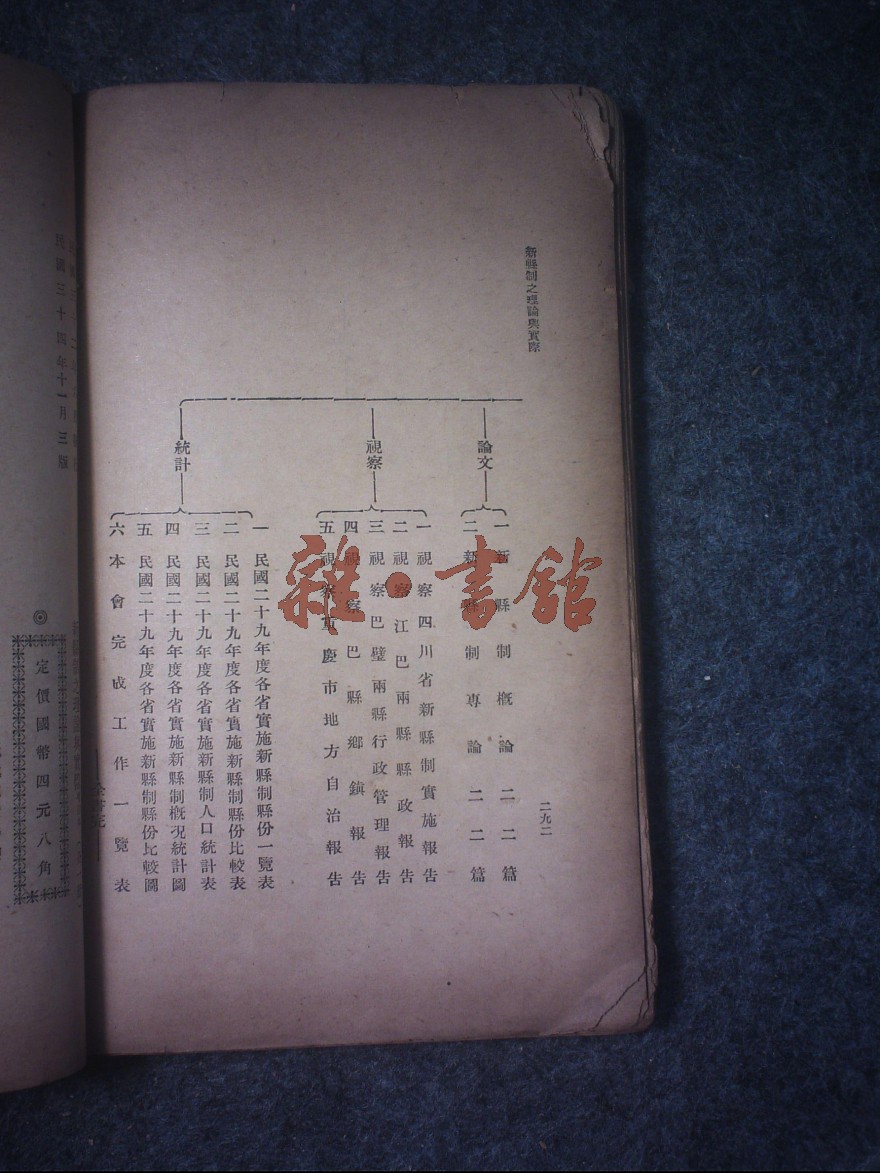 新縣制之理論與實際
二九二
論文
一 新縣制概論二二篇
二 新縣制專論二二篇
視察
一 視察四川省新縣制實施報告
二 視察江巴兩縣縣政報告
三 視察巴璧兩縣行政管理報告
四 視察巴縣鄉鎮報告
五 視察重慶市地方自治報告
統計
一 民國二十九年度各省實施新縣制縣份一覽表
二 民國二十九年度各省實施新縣制縣份比較表
三 民國二十九年度各省實施新縣制人口統計表
四 民國二十九年度各省實施新縣制概況統計圖
五 民國二十九年度各省實施新縣制縣份比較圖
六 本會完成工作一覽表
民國三十四年十一月三版
定價國幣四元八角
雜·書館